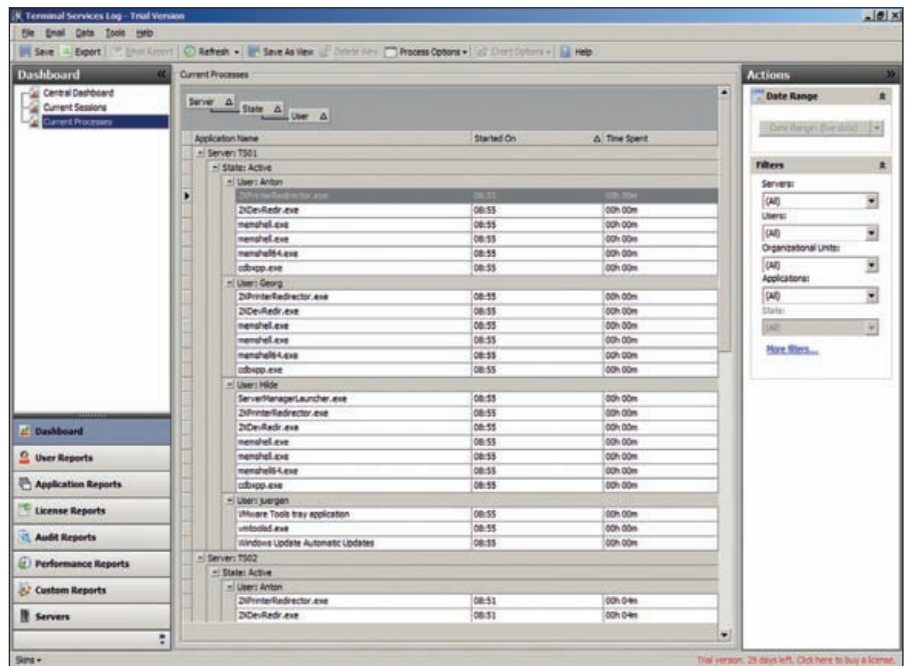 Terminal Services Log - Trial Version
File Email Data Tools Help
Save Export Email Report Refresh Save As View Delete View Process Options Chart Options Help
Dashboard
Central Dashboard
Current Sessions
Current Processes
Dashboard
User Reports
Application Reports
License Reports
Audit Reports
Performance Reports
Custom Reports
Servers
Skins
Current Processes
Server State User
Application Name Started On Time Spent
Server: TS01
State: Active
User: Anton
2XPrinterRedirector.exe 08:55 00h 00m
2XDevRedir.exe 08:55 00h 00m
memshell.exe 08:55 00h 00m
memshell.exe 08:55 00h 00m
memshell64.exe 08:55 00h 00m
cdbxpp.exe 08:55 00h 00m
User: Georg
2XPrinterRedirector.exe 08:55 00h 00m
2XDevRedir.exe 08:55 00h 00m
memshell.exe 08:55 00h 00m
memshell.exe 08:55 00h 00m
memshell64.exe 08:55 00h 00m
cdbxpp.exe 08:55 00h 00m
User: Hilde
ServerManagerLauncher.exe 08:55 00h 00m
2XPrinterRedirector.exe 08:55 00h 00m
2XDevRedir.exe 08:55 00h 00m
memshell.exe 08:55 00h 00m
memshell.exe 08:55 00h 00m
memshell64.exe 08:55 00h 00m
cdbxpp.exe 08:55 00h 00m
User: juergen
VMware Tools tray application 08:55 00h 00m
vmtoolsd.exe 08:55 00h 00m
Windows Update Automatic Updates 08:55 00h 00m
Server: TS02
State: Active
User: Anton
2XPrinterRedirector.exe 08:51 00h 04m
2XDevRedir.exe 08:51 00h 04m
Actions
Date Range
Date Range:
Filters
Servers:
(All)
Users:
(All)
Organizational Units:
(All)
Applications:
(All)
State:
(All)
More filters...
Trial version. 29 days left. Click here to buy a license.